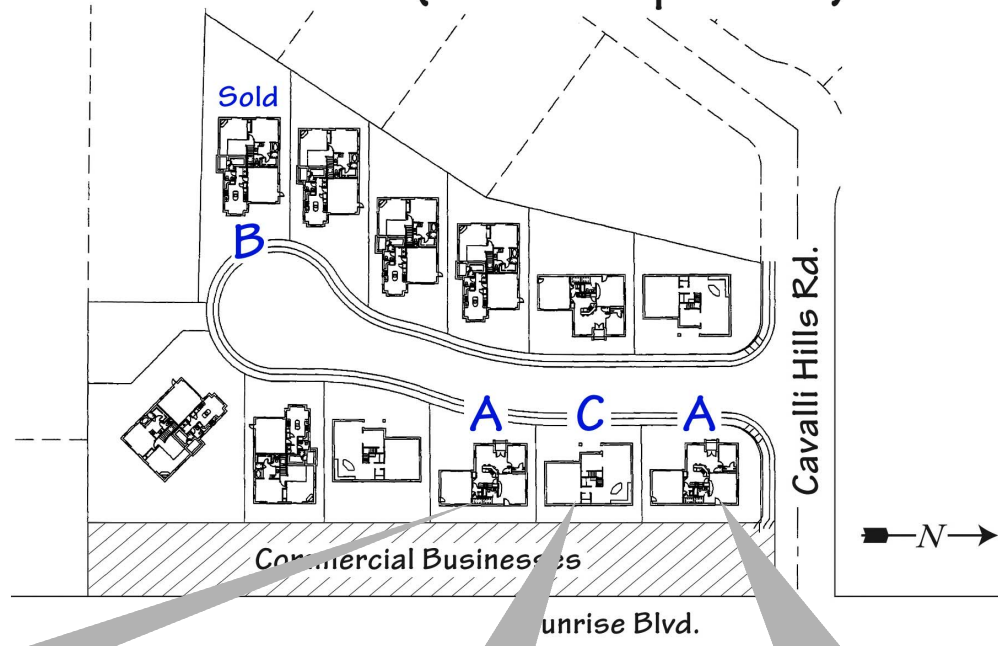 Sold
B
A C A
Cavalli Hills Rd.
N
Commercial Businesses
unrise Blvd.